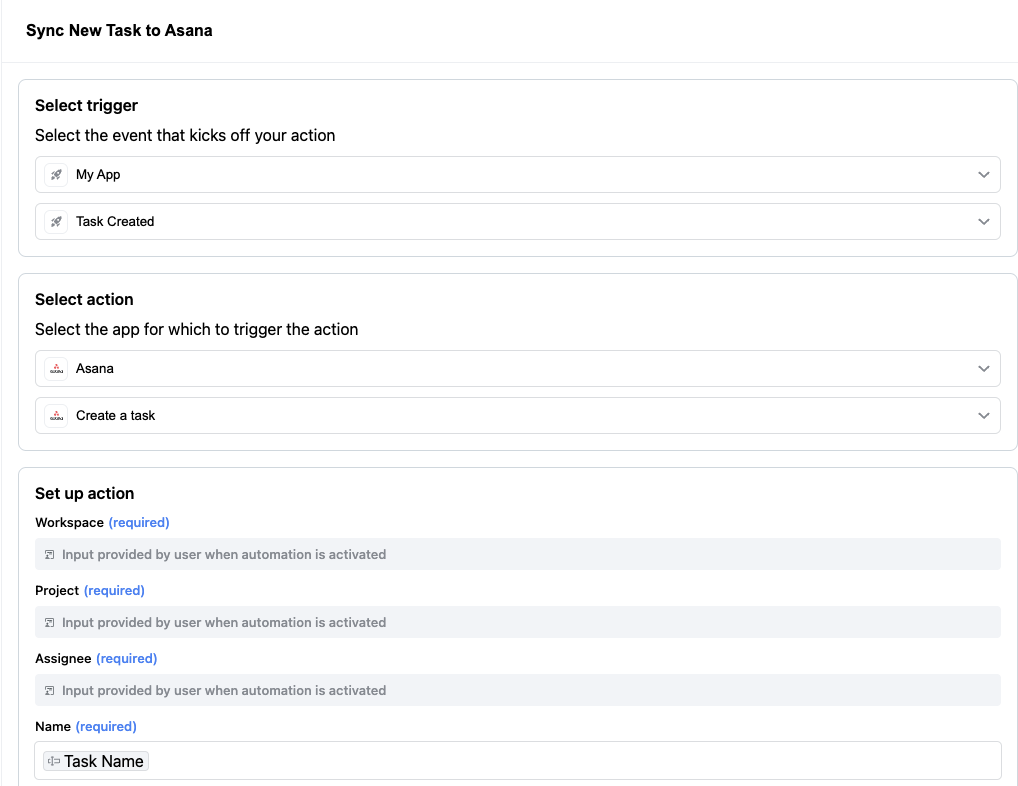 Sync New Task to Asana
Select trigger
Select the event that kicks off your action
My App
Task Created
Select action
Select the app for which to trigger the action
asana Asana
asana Create a task
Set up action
Workspace (required)
Input provided by user when automation is activated
Project (required)
Input provided by user when automation is activated
Assignee (required)
Input provided by user when automation is activated
Name (required)
Task Name